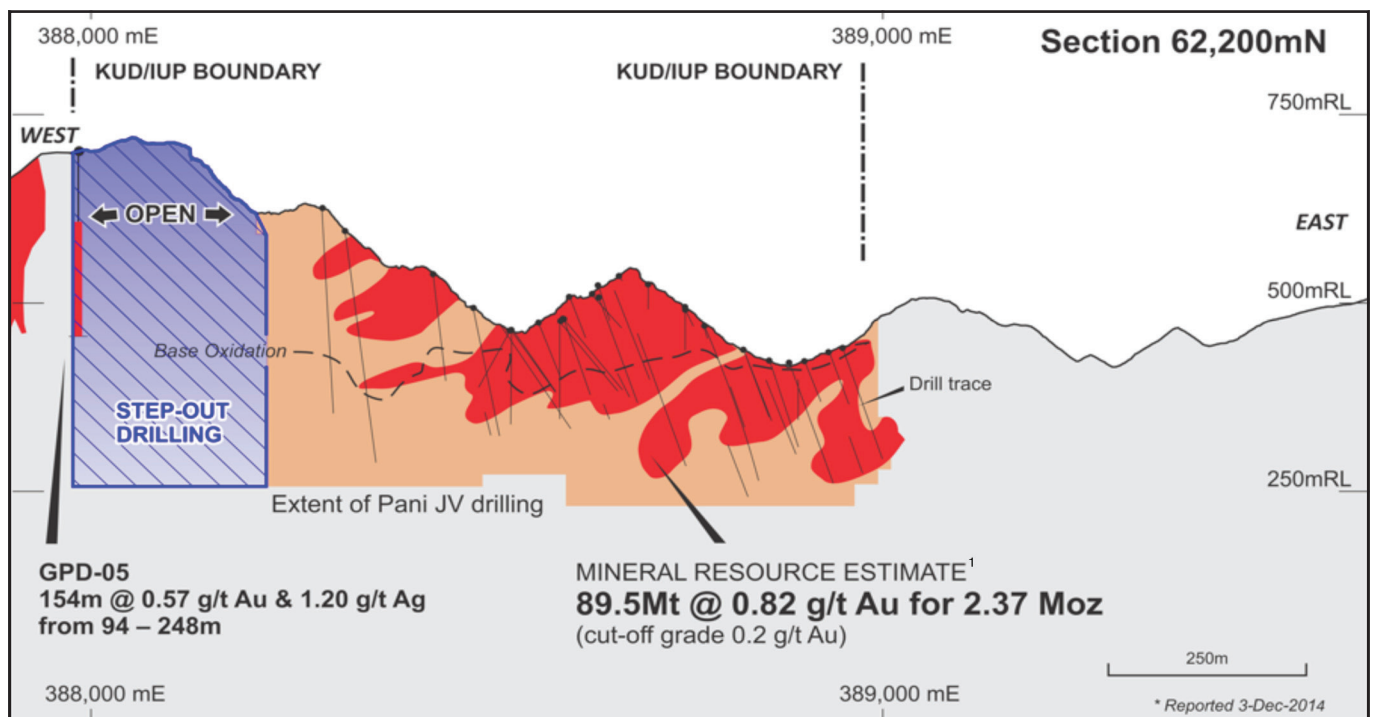 388,000 mE
389,000 mE
Section 62,200mN
KUD/IUP BOUNDARY
KUD/IUP BOUNDARY
750mRL
WEST
OPEN
EAST
500mRL
Base Oxidation
Drill trace
STEP-OUT
DRILLING
250mRL
Extent of Pani JV drilling
GPD-05
154m @ 0.57 g/t Au & 1.20 g/t Ag
from 94 – 248m
MINERAL RESOURCE ESTIMATE¹
89.5Mt @ 0.82 g/t Au for 2.37 Moz
(cut-off grade 0.2 g/t Au)
250m
388,000 mE
389,000 mE
* Reported 3-Dec-2014